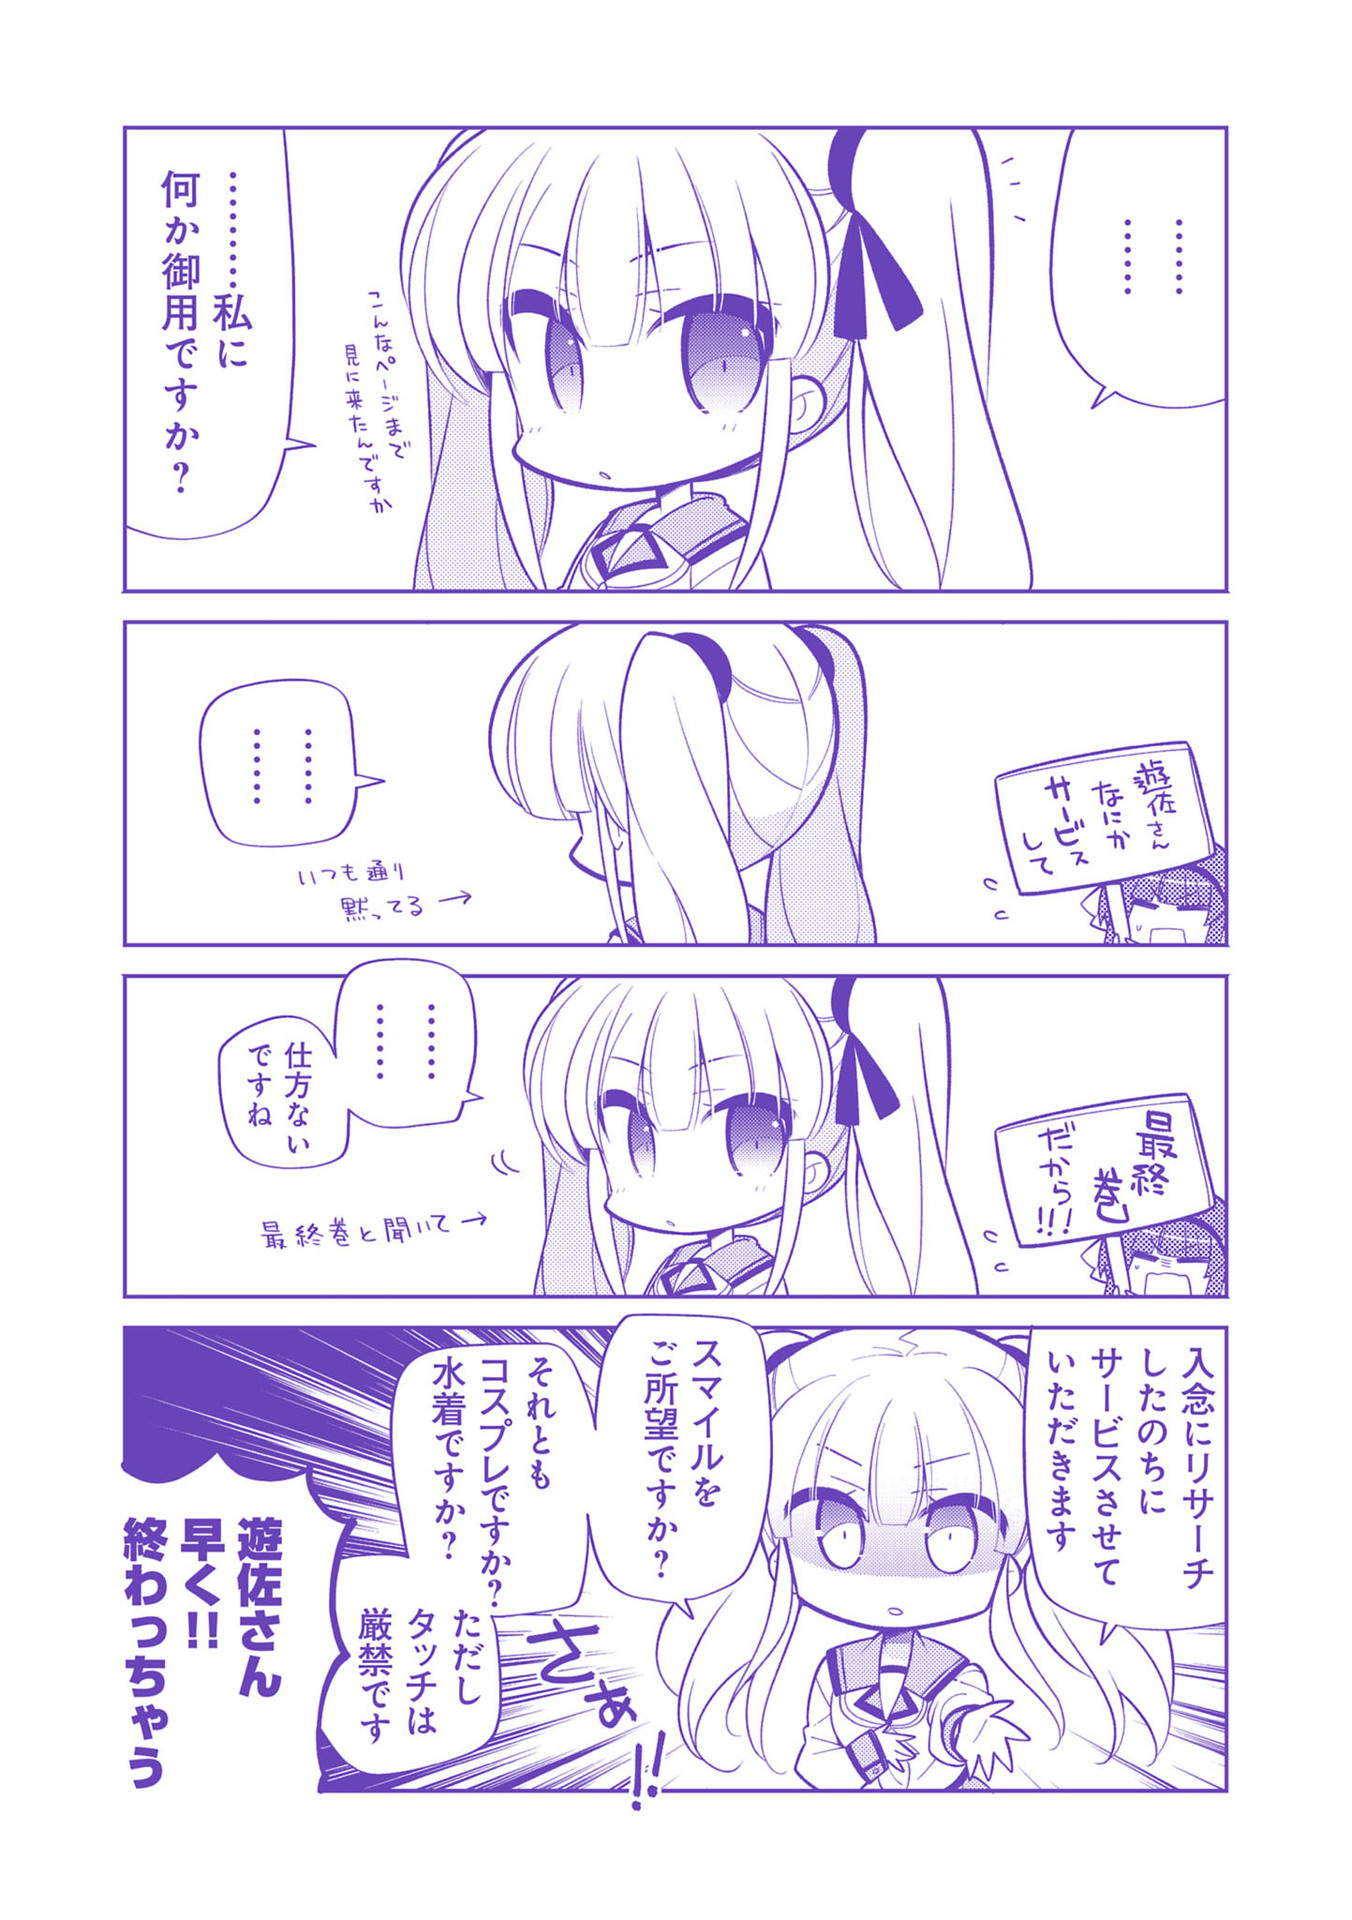 ………
………
………私に
何か御用ですか？
こんなページまで
見に来たんですか
遊佐さん
なにか
サービス
して
………
………
いつも通り
黙ってる→
最終
巻
だから!!!
………
………
仕方ない
ですね
最終巻と聞いて→
入念にリサーチ
したのちに
サービスさせて
いただきます
スマイルを
ご所望ですか？
それとも
コスプレですか？
水着ですか？
ただし
タッチは
厳禁です
さぁ!!
遊佐さん
早く!!
終わっちゃう